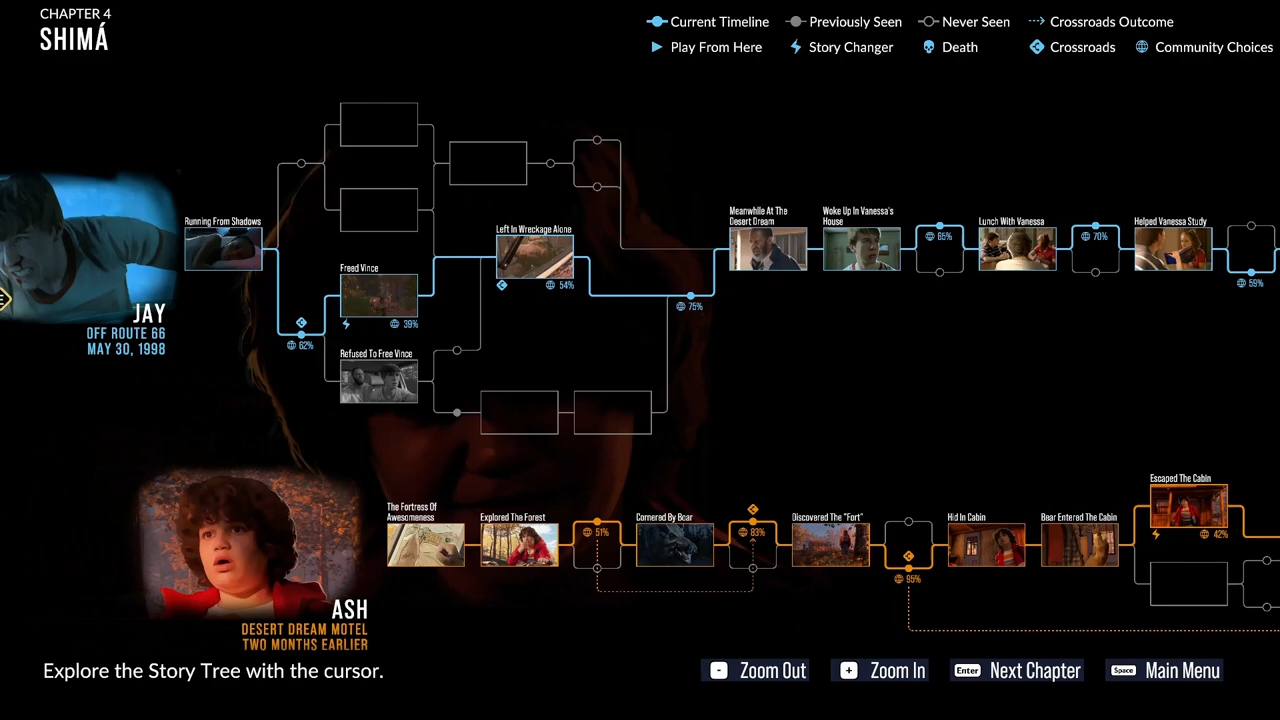 CHAPTER 4
SHIMÁ
Current Timeline
Previously Seen
Never Seen
Crossroads Outcome
Play From Here
Story Changer
Death
Crossroads
Community Choices
Running From Shadows
JAY
OFF ROUTE 66
MAY 30, 1998
62%
Freed Vince
39%
Refused To Free Vince
Left In Wreckage Alone
54%
75%
Meanwhile At The
Desert Dream
Woke Up In Vanessa's
House
65%
Lunch With Vanessa
70%
Helped Vanessa Study
59%
ASH
DESERT DREAM MOTEL
TWO MONTHS EARLIER
The Fortress Of
Awesomeness
Explored The Forest
51%
Cornered By Bear
83%
Discovered The "Fort"
95%
Hid In Cabin
Bear Entered The Cabin
Escaped The Cabin
42%
Explore the Story Tree with the cursor.
- Zoom Out
+ Zoom In
Enter Next Chapter
Space Main Menu